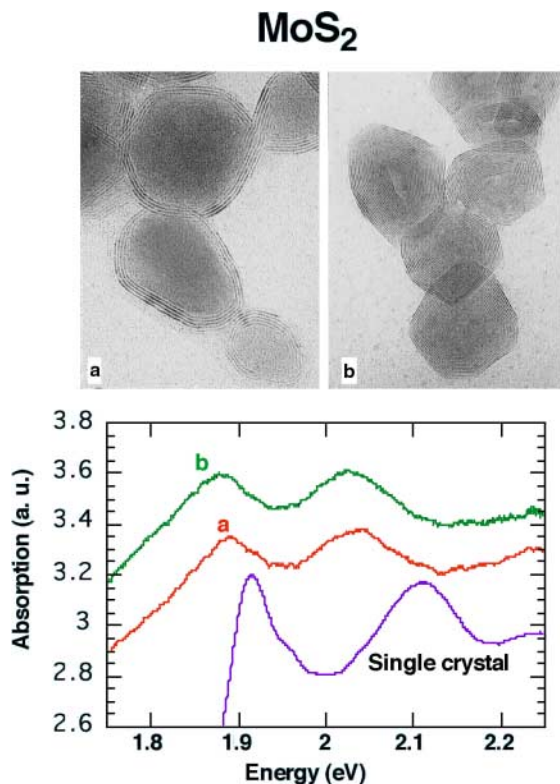 MoS2
a
b
3.8
3.6
3.4
3.2
3
2.8
2.6
Absorption (a. u.)
b
a
Single crystal
1.8
1.9
2
2.1
2.2
Energy (eV)